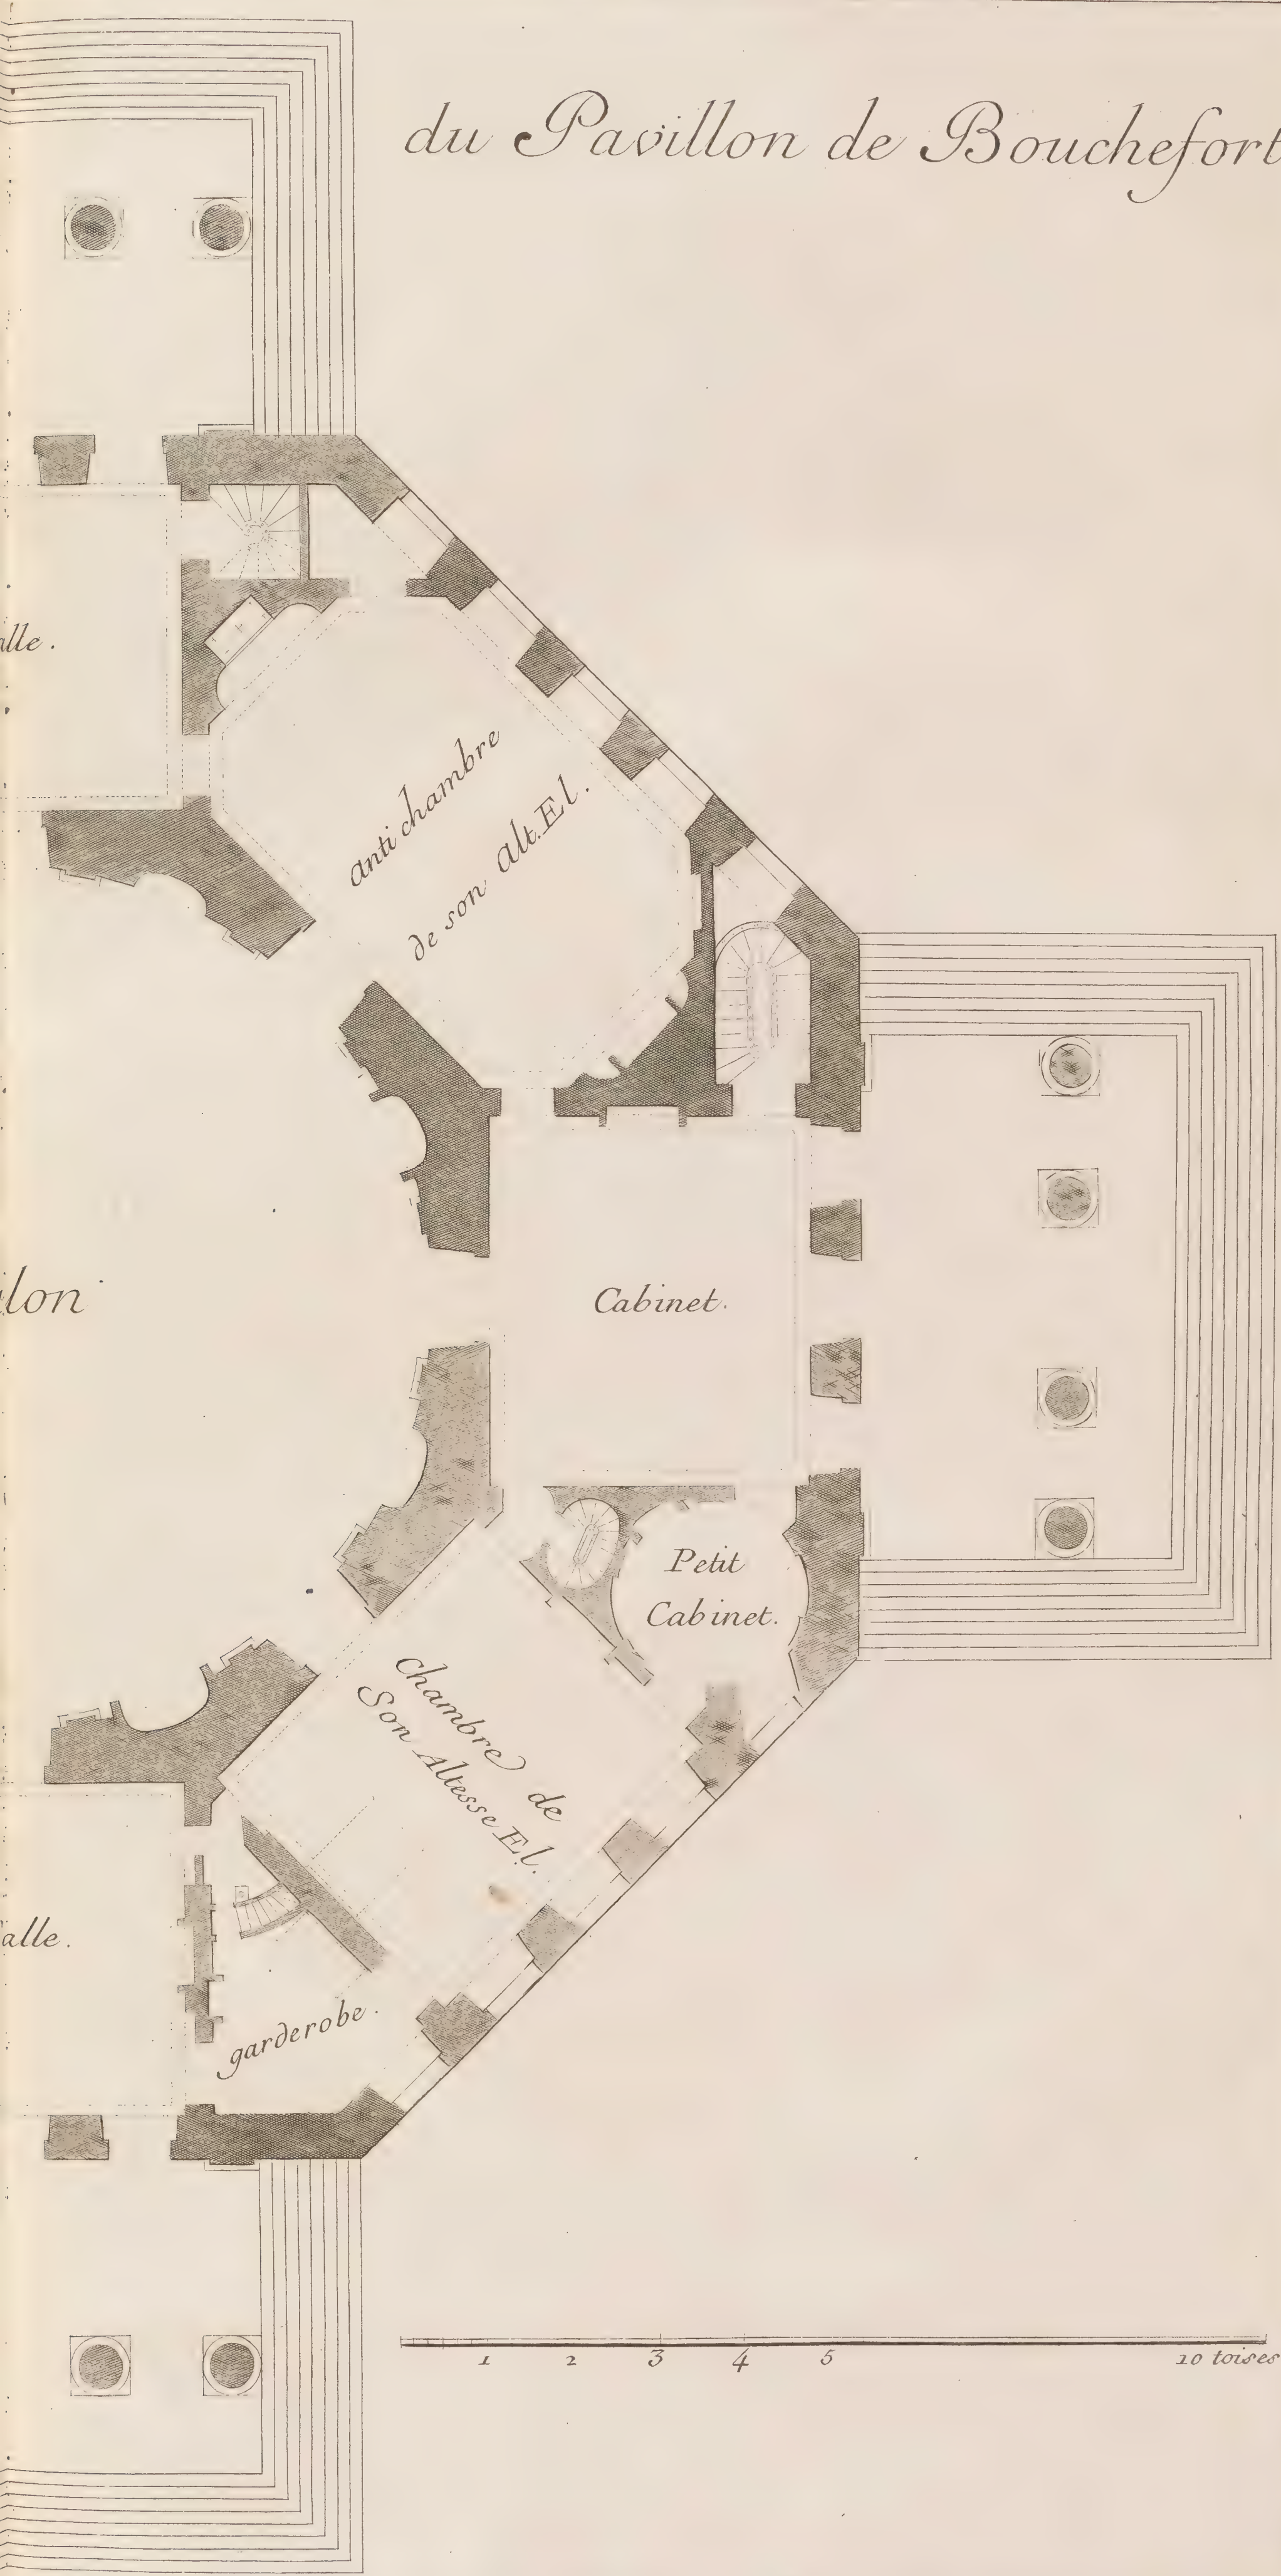 du Pavillon de Bouchefort
alle.
anti chambre
de son alt. El.
lon
Cabinet.
Petit
Cabinet.
chambre de
Son Altesse El.
alle.
garderobe.
1 2 3 4 5 10 toises